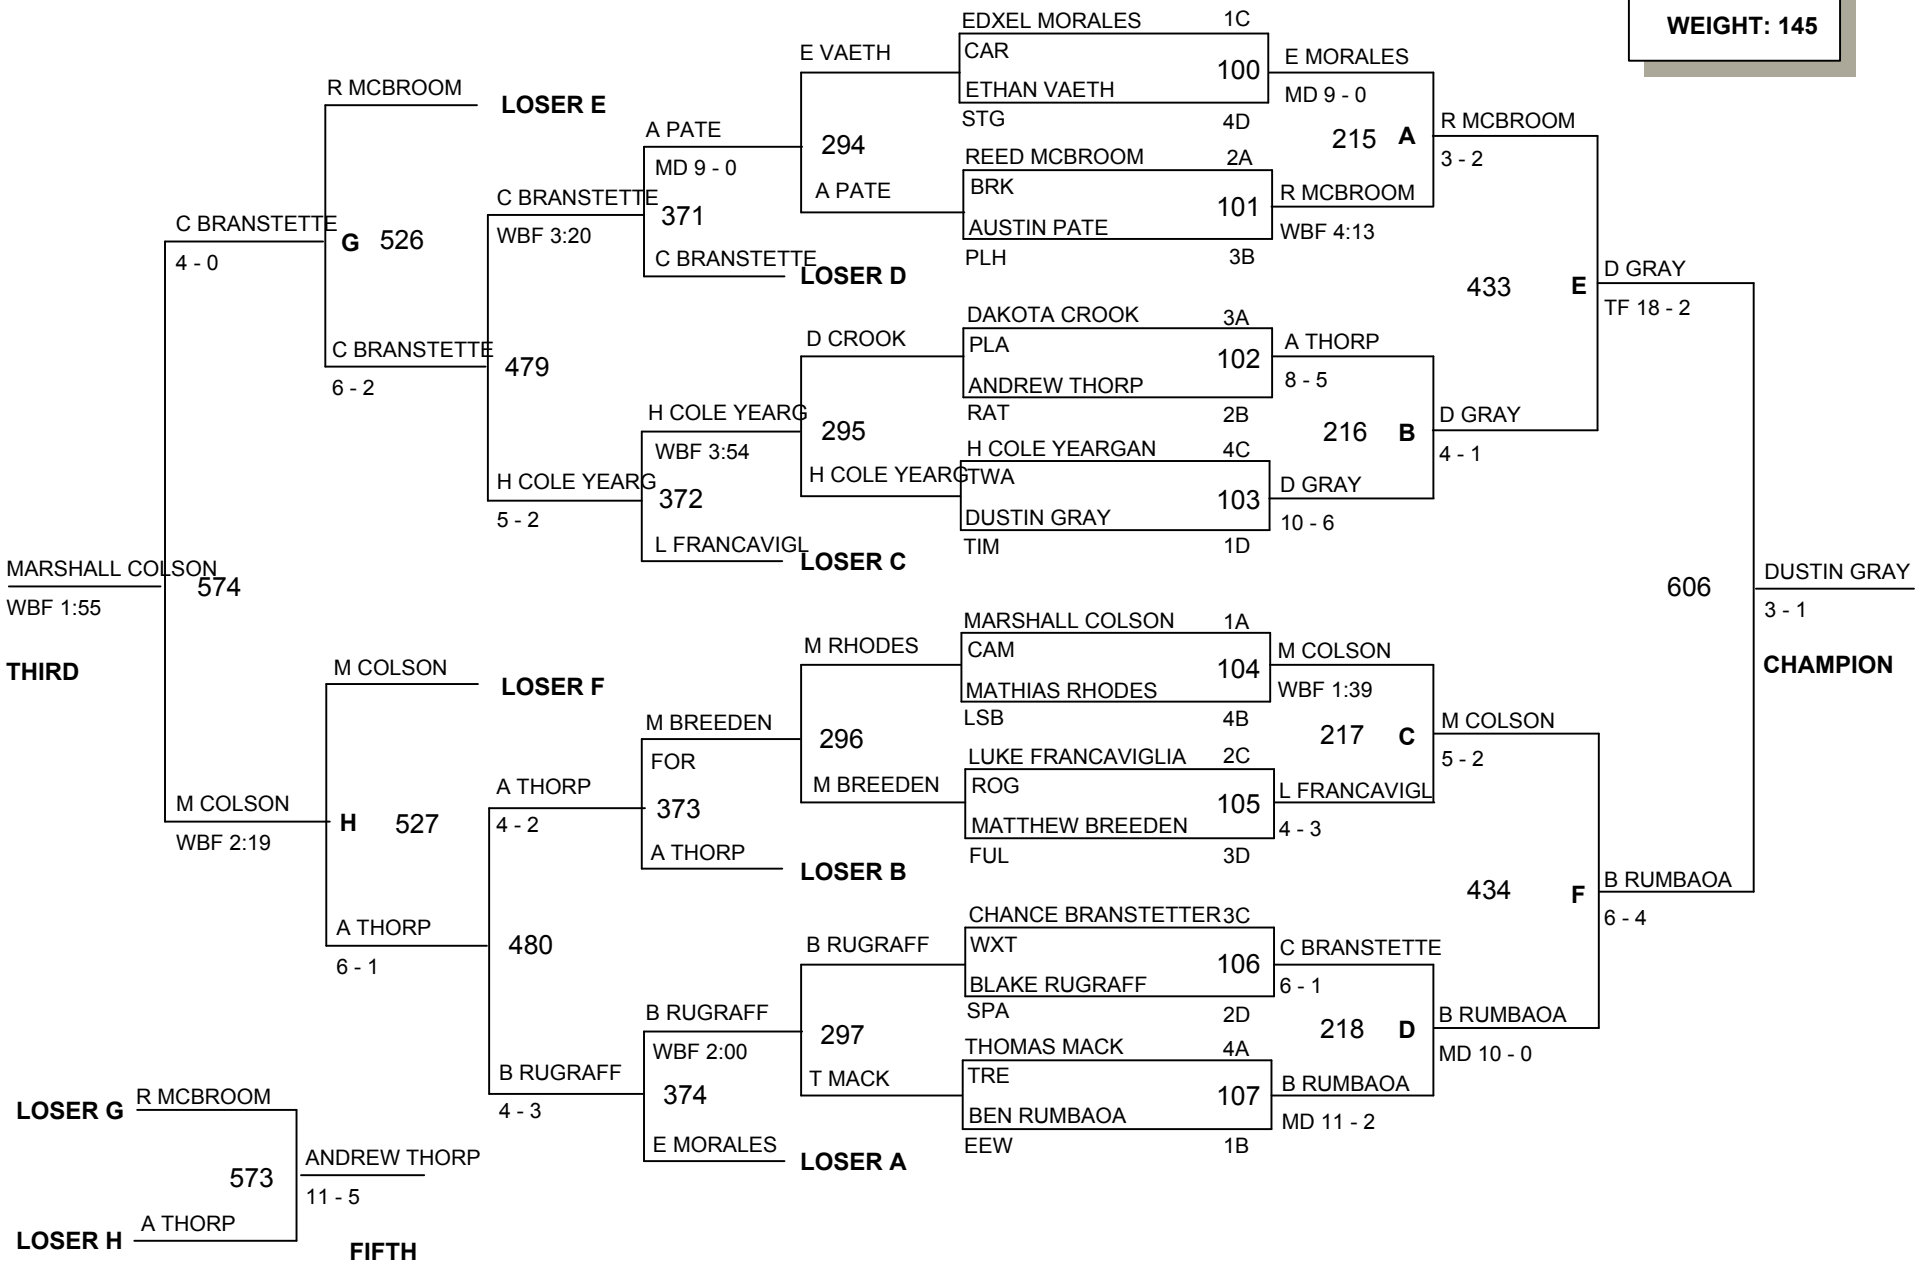 WEIGHT: 145
EDXEL MORALES 1C
CAR
100
ETHAN VAETH
STG 4D
REED MCBROOM 2A
BRK
101
AUSTIN PATE
PLH 3B
DAKOTA CROOK 3A
PLA
102
ANDREW THORP
RAT 2B
H COLE YEARGAN 4C
TWA
103
DUSTIN GRAY
TIM 1D
MARSHALL COLSON 1A
CAM
104
MATHIAS RHODES
LSB 4B
LUKE FRANCAVIGLIA 2C
ROG
105
MATTHEW BREEDEN
FUL 3D
CHANCE BRANSTETTER 3C
WXT
106
BLAKE RUGRAFF
SPA 2D
THOMAS MACK 4A
TRE
107
BEN RUMBAOA
EEW 1B
E MORALES
MD 9 - 0
215 A
R MCBROOM
WBF 4:13
A THORP
8 - 5
216 B
D GRAY
10 - 6
M COLSON
WBF 1:39
217 C
L FRANCAVIGL
4 - 3
C BRANSTETTE
6 - 1
218 D
B RUMBAOA
MD 11 - 2
R MCBROOM
3 - 2
433 E
D GRAY
4 - 1
M COLSON
5 - 2
434 F
B RUMBAOA
MD 10 - 0
D GRAY
TF 18 - 2
606
B RUMBAOA
6 - 4
DUSTIN GRAY
3 - 1
CHAMPION
E VAETH
294
A PATE
D CROOK
295
H COLE YEARG
M RHODES
296
M BREEDEN
B RUGRAFF
297
T MACK
A PATE
MD 9 - 0
371
C BRANSTETTE
LOSER D
H COLE YEARG
WBF 3:54
372
L FRANCAVIGL
LOSER C
M BREEDEN
FOR
373
A THORP
LOSER B
B RUGRAFF
WBF 2:00
374
E MORALES
LOSER A
C BRANSTETTE
WBF 3:20
479
H COLE YEARG
5 - 2
A THORP
4 - 2
480
B RUGRAFF
4 - 3
R MCBROOM
LOSER E
G 526
C BRANSTETTE
6 - 2
M COLSON
LOSER F
H 527
A THORP
6 - 1
C BRANSTETTE
4 - 0
574
M COLSON
WBF 2:19
MARSHALL COLSON
WBF 1:55
THIRD
LOSER G R MCBROOM
573
LOSER H A THORP
ANDREW THORP
11 - 5
FIFTH